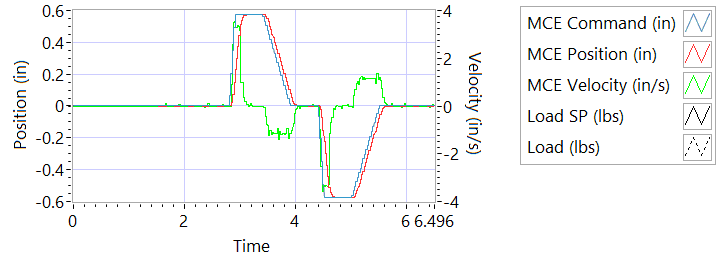 0.6
0.4
0.2
0
-0.2
-0.4
-0.6
Position (in)
4
2
0
-2
-4
Velocity (in/s)
0 2 4 6 6.496
Time
MCE Command (in)
MCE Position (in)
MCE Velocity (in/s)
Load SP (lbs)
Load (lbs)